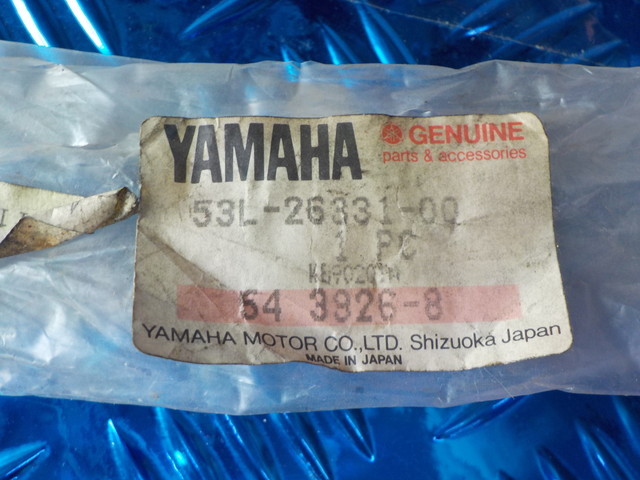 YAMAHA GENUINE
parts & accessories
53L-26331-00
1 PC
64 3826-8
YAMAHA MOTOR CO.,LTD. Shizuoka Japan
MADE IN JAPAN